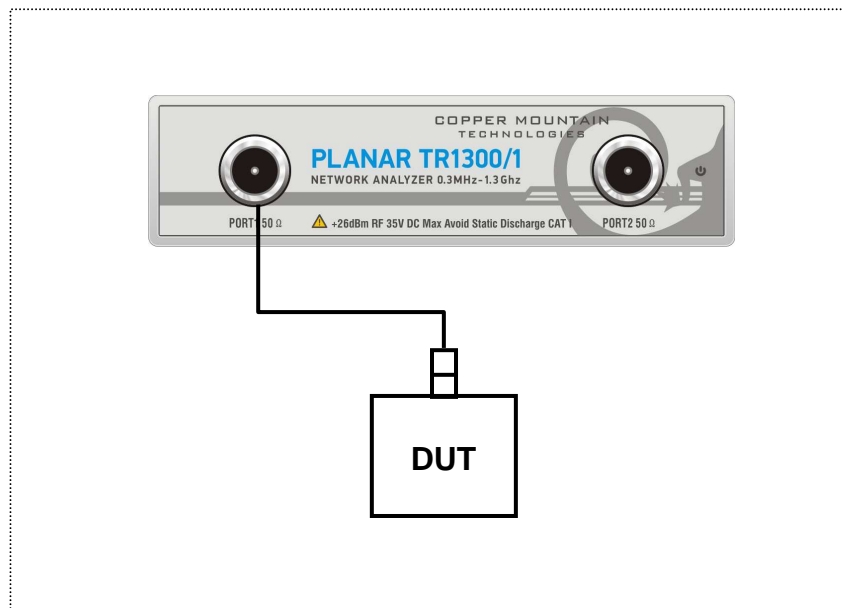 COPPER MOUNTAIN
TECHNOLOGIES
PLANAR TR1300/1
NETWORK ANALYZER 0.3MHz-1.3Ghz
PORT1 50 Ω
+26dBm RF 35V DC Max Avoid Static Discharge CAT I
PORT2 50 Ω
DUT